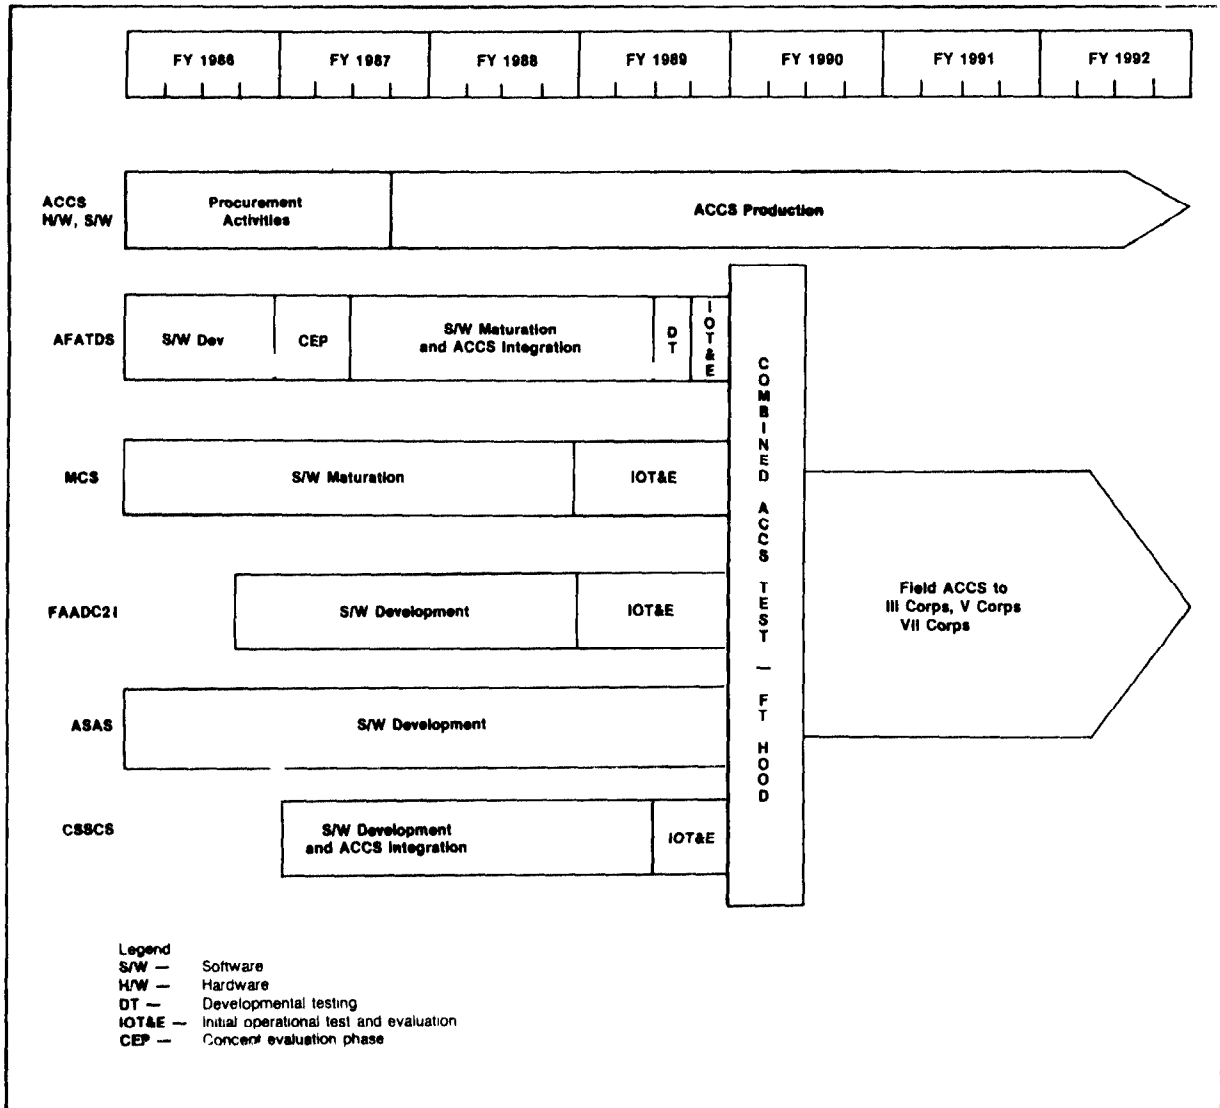 FY 1986 FY 1987 FY 1988 FY 1989 FY 1990 FY 1991 FY 1992
ACCS
H/W, S/W
Procurement
Activities
ACCS Production
AFATDS
S/W Dev
CEP
S/W Maturation
and ACCS Integration
DT
IOT&E
MCS
S/W Maturation
IOT&E
FAADC2I
S/W Development
IOT&E
ASAS
S/W Development
CSSCS
S/W Development
and ACCS Integration
IOT&E
COMBINED ACCS TEST — FT HOOD
Field ACCS to
III Corps, V Corps
VII Corps
Legend
S/W — Software
H/W — Hardware
DT — Developmental testing
IOT&E — Initial operational test and evaluation
CEP — Concept evaluation phase